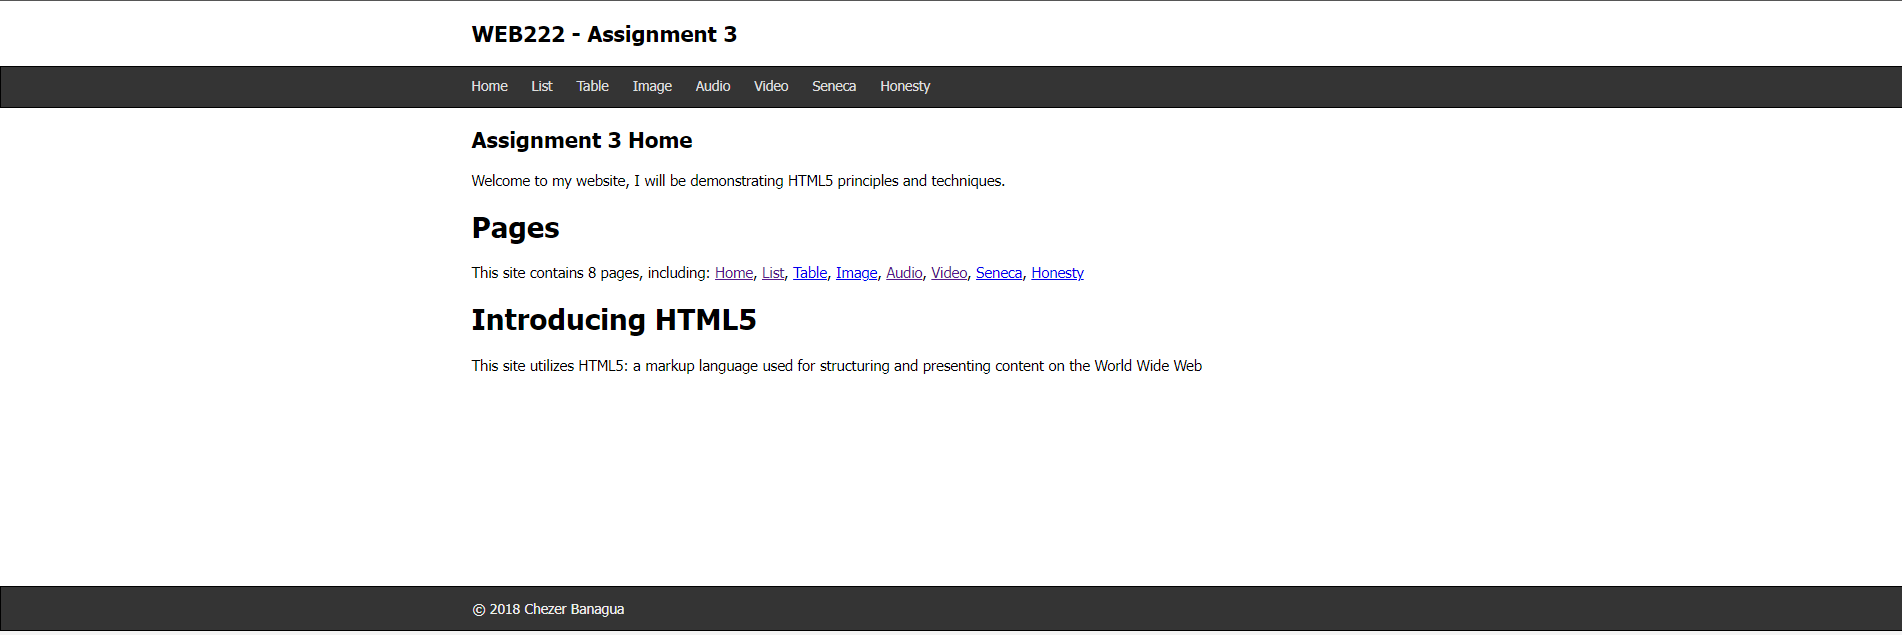 WEB222 - Assignment 3
Home List Table Image Audio Video Seneca Honesty
Assignment 3 Home
Welcome to my website, I will be demonstrating HTML5 principles and techniques.
Pages
This site contains 8 pages, including: Home, List, Table, Image, Audio, Video, Seneca, Honesty
Introducing HTML5
This site utilizes HTML5: a markup language used for structuring and presenting content on the World Wide Web
© 2018 Chezer Banagua